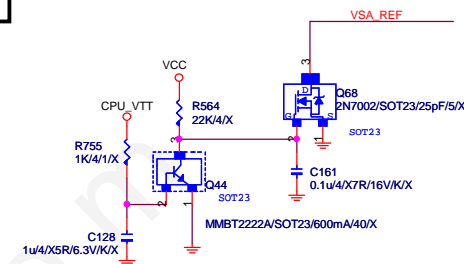 VSA_REF
3
VCC
D
Q68
2N7002/SOT23/25pF/5/X
CPU_VTT
R564
22K/4/X
G
S
SOT23
2
1
R755
1K/4/1/X
3
C161
0.1u/4/X7R/16V/K/X
Q44
SOT23
2
1
MMBT2222A/SOT23/600mA/40/X
C128
1u/4/X5R/6.3V/K/X